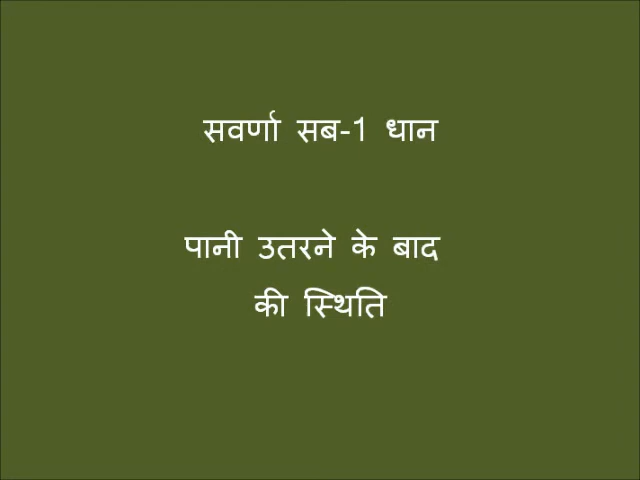 सवर्णा सब-1 धान
पानी उतरने के बाद
की स्थिति